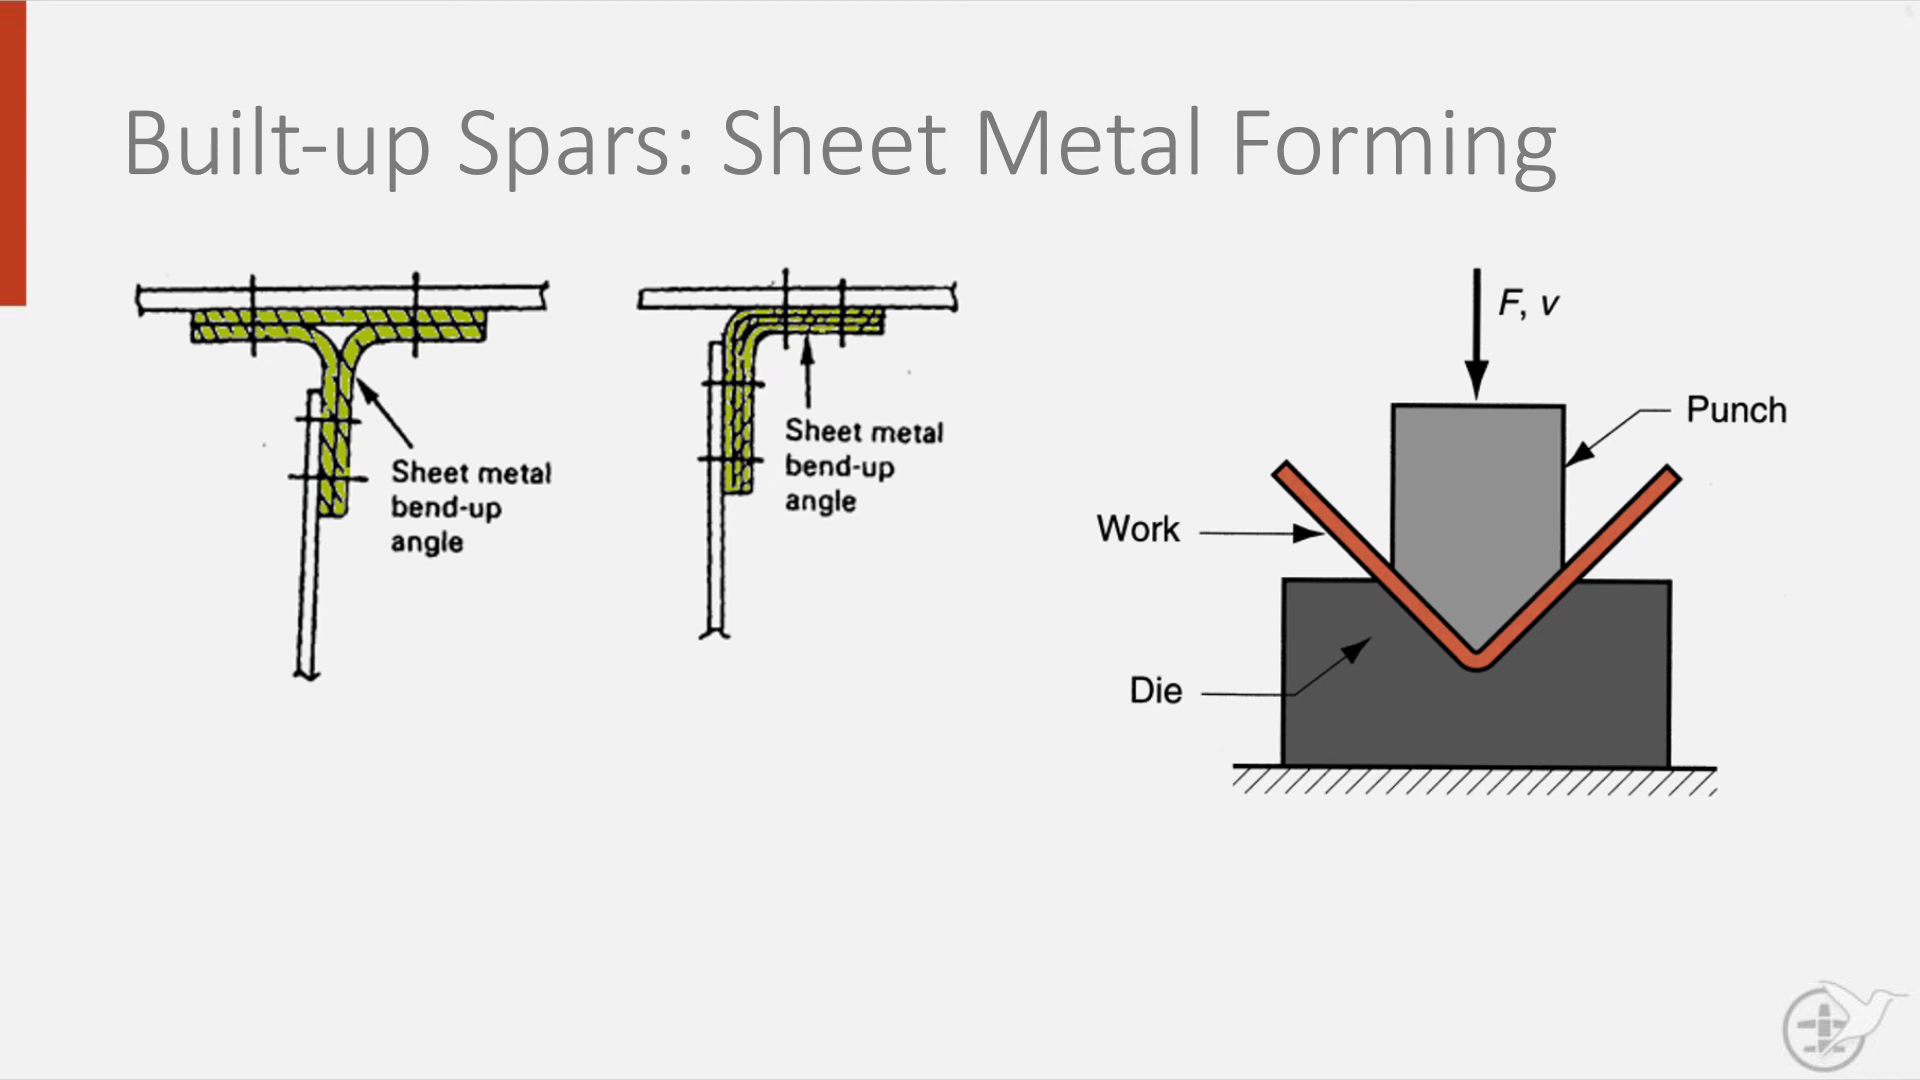 Built-up Spars: Sheet Metal Forming
Sheet metal
bend-up
angle
Sheet metal
bend-up
angle
F, v
Punch
Work
Die